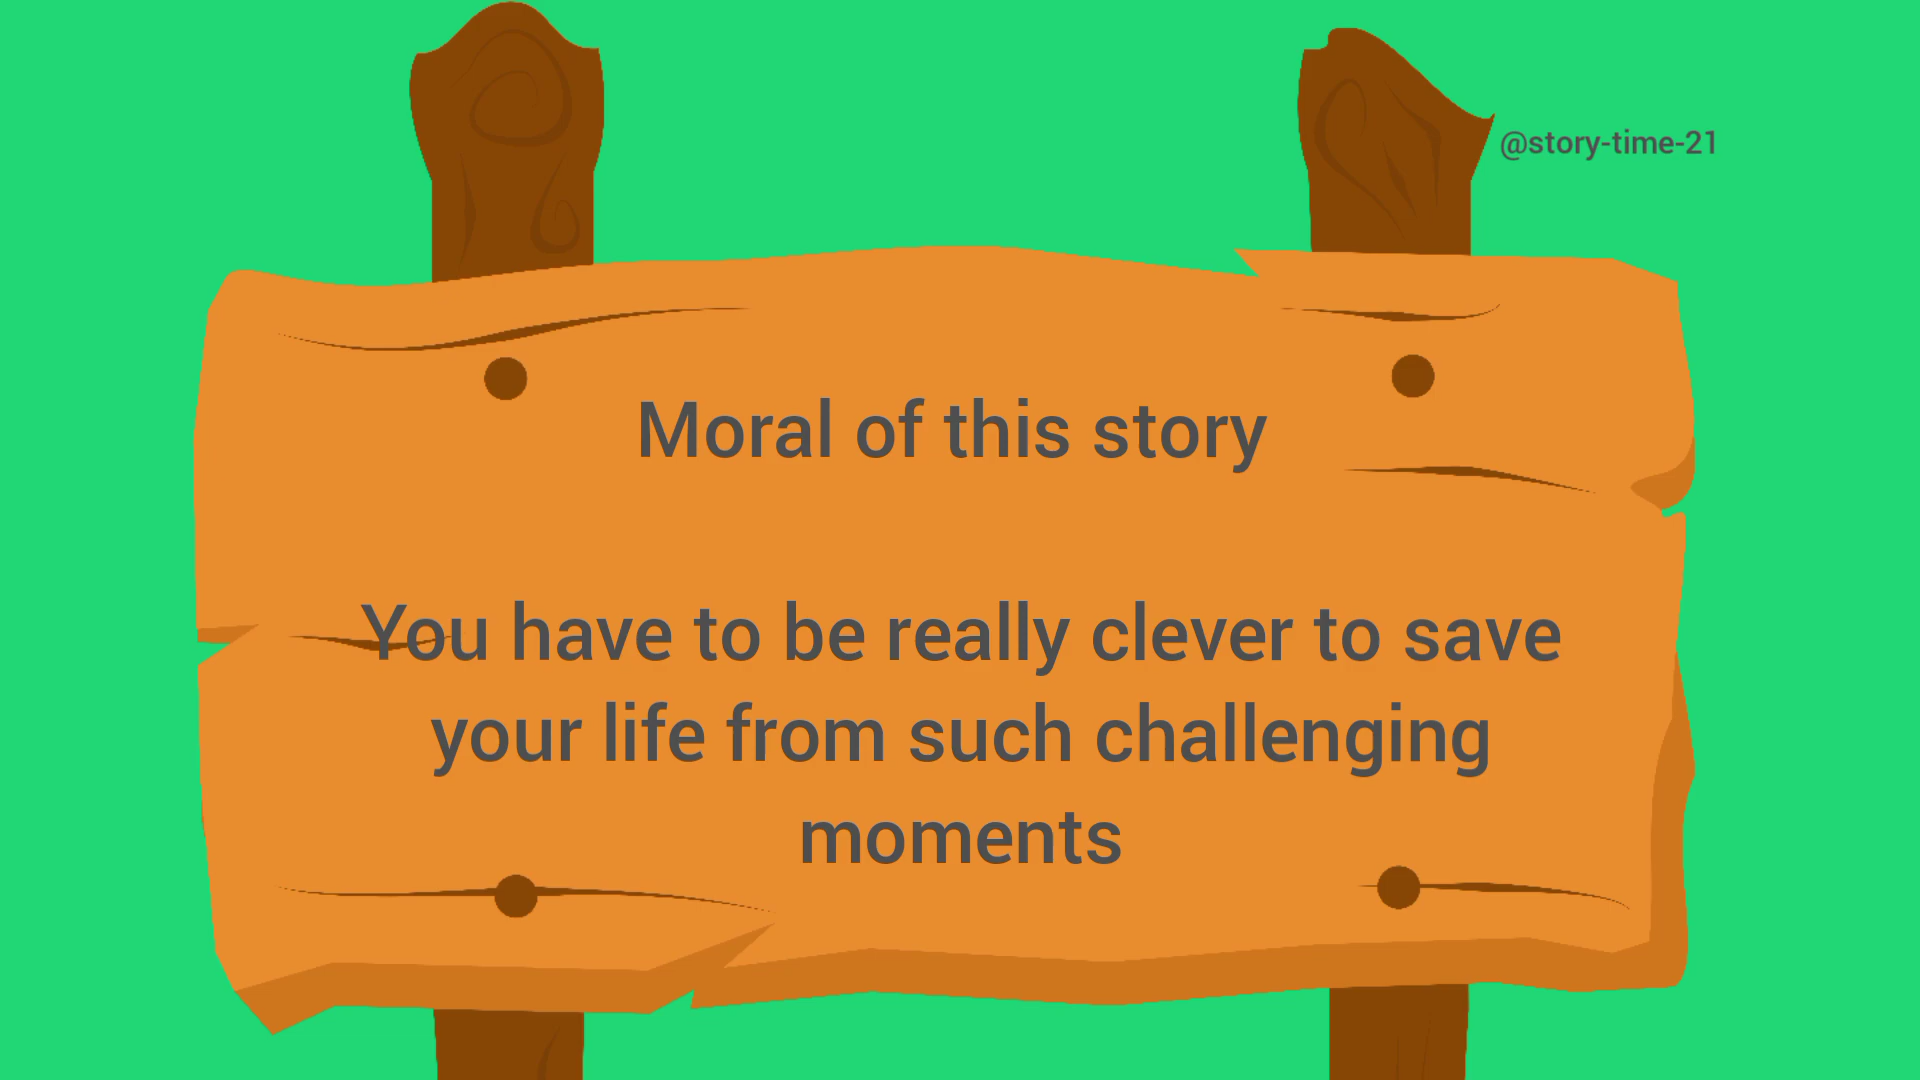 @story-time-21
Moral of this story
You have to be really clever to save
your life from such challenging
moments